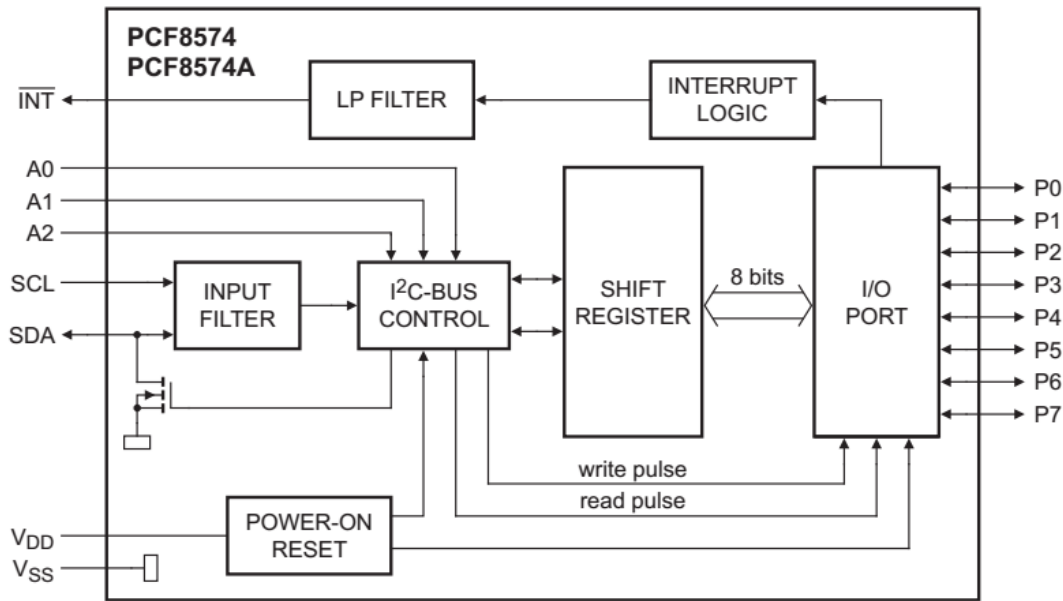 PCF8574
PCF8574A
INT
LP FILTER
INTERRUPT
LOGIC
A0
A1
A2
SCL
SDA
INPUT
FILTER
I²C-BUS
CONTROL
SHIFT
REGISTER
8 bits
I/O
PORT
P0
P1
P2
P3
P4
P5
P6
P7
write pulse
read pulse
POWER-ON
RESET
VDD
VSS